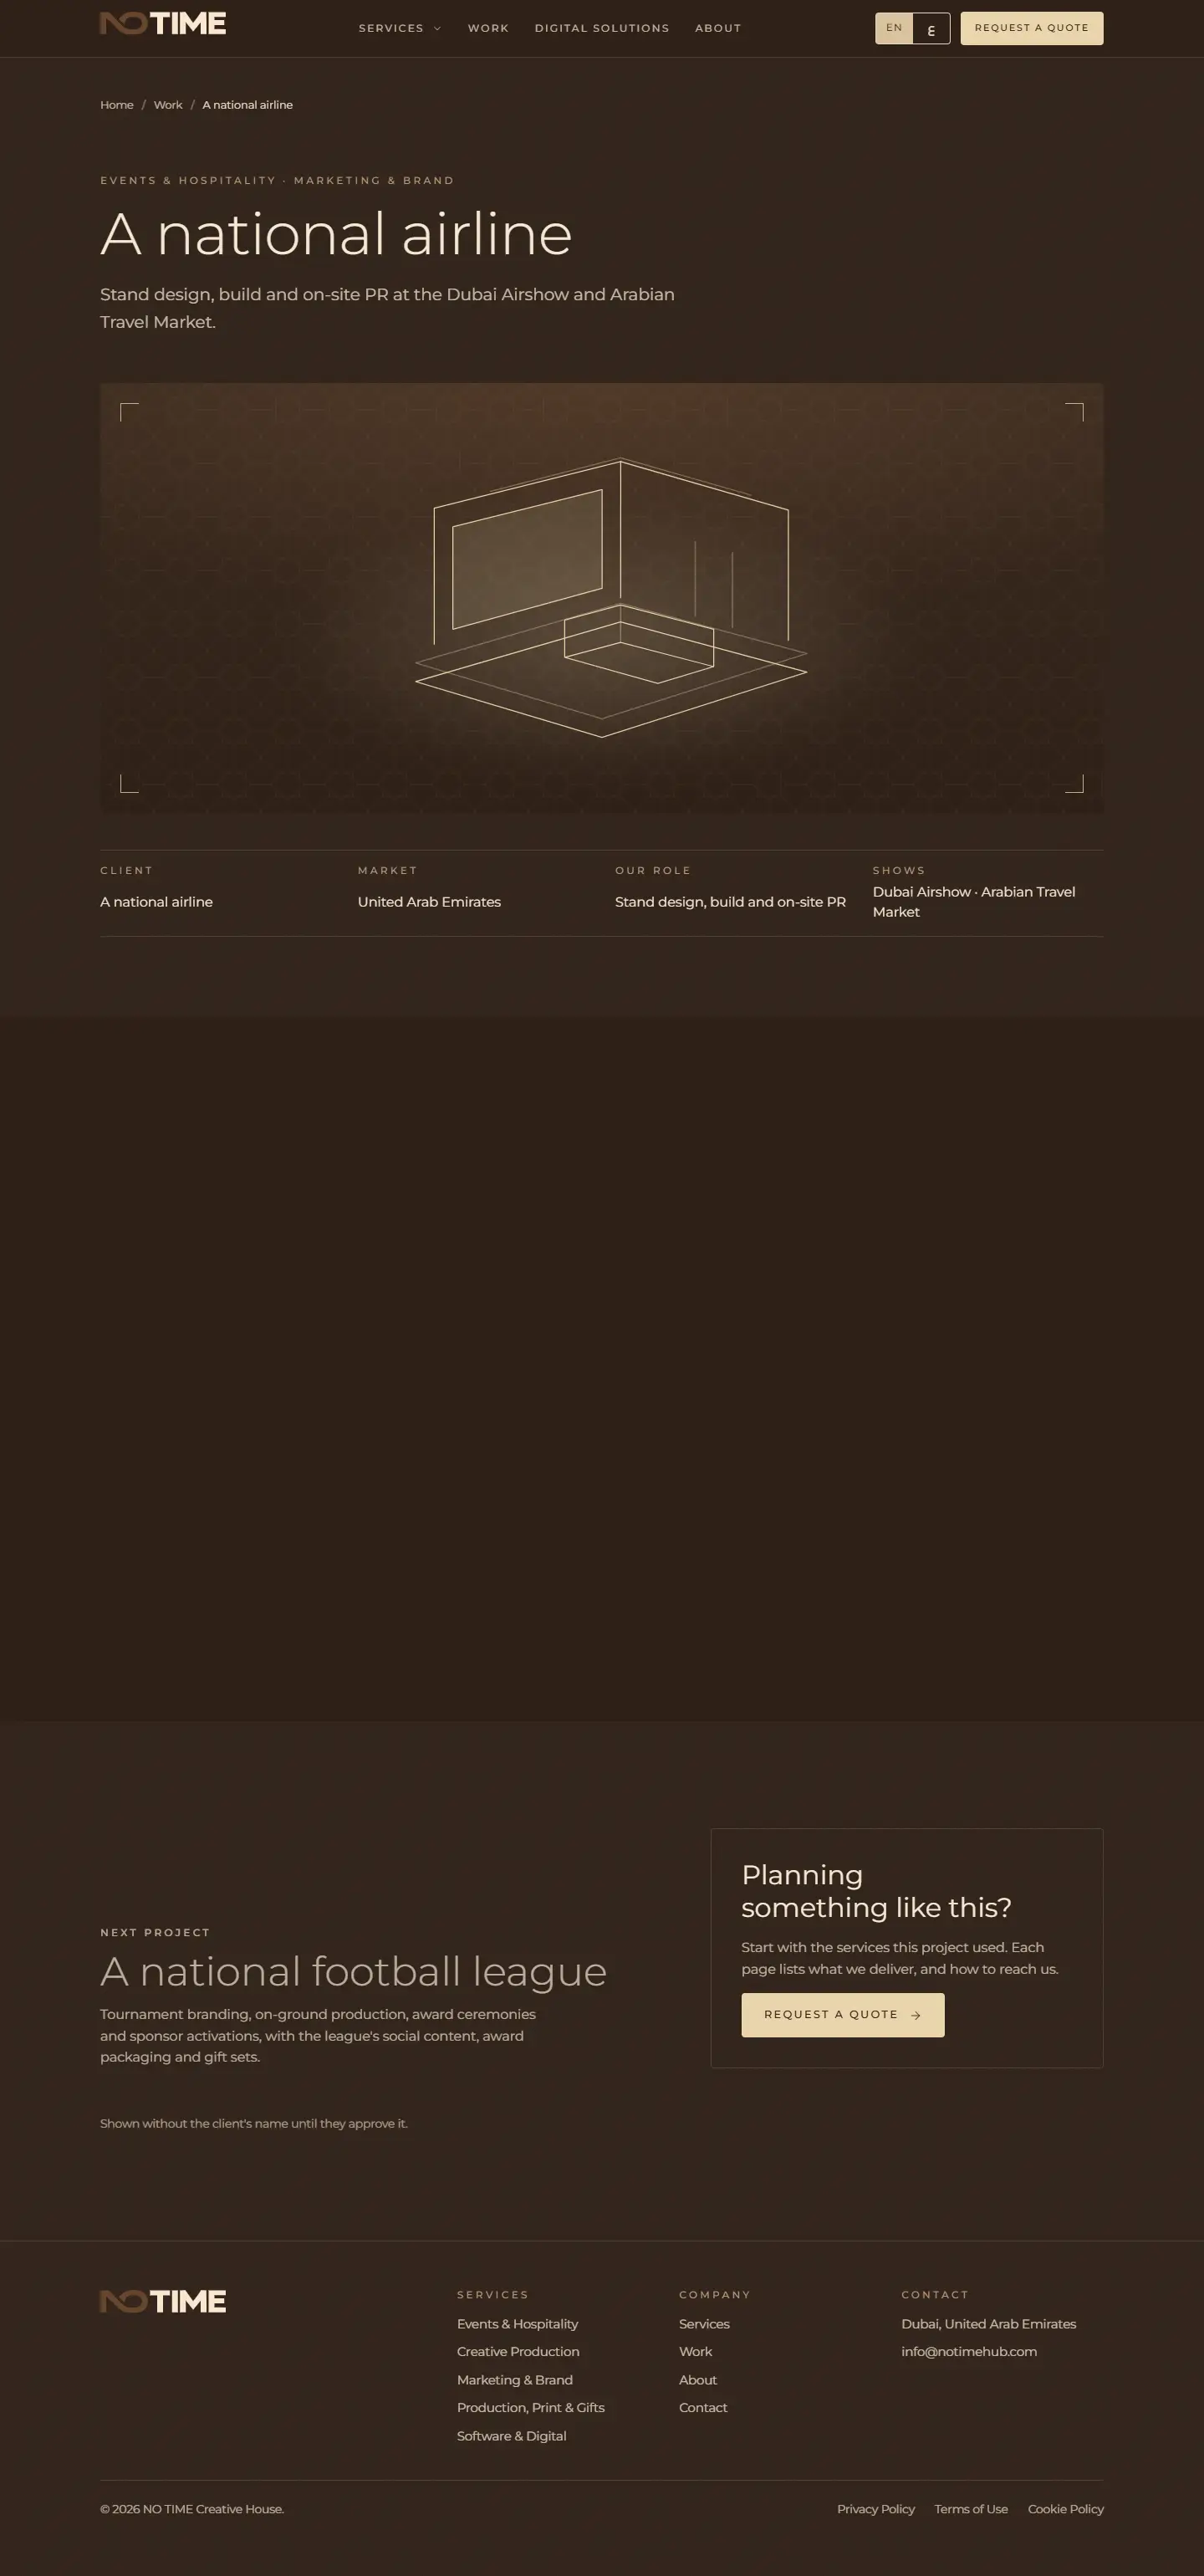 NO TIME
SERVICES
WORK
DIGITAL SOLUTIONS
ABOUT
EN
ع
REQUEST A QUOTE
Home / Work / A national airline
EVENTS & HOSPITALITY · MARKETING & BRAND
A national airline
Stand design, build and on-site PR at the Dubai Airshow and Arabian
Travel Market.
CLIENT
A national airline
MARKET
United Arab Emirates
OUR ROLE
Stand design, build and on-site PR
SHOWS
Dubai Airshow · Arabian Travel
Market
NEXT PROJECT
A national football league
Tournament branding, on-ground production, award ceremonies
and sponsor activations, with the league's social content, award
packaging and gift sets.
Shown without the client's name until they approve it.
Planning
something like this?
Start with the services this project used. Each
page lists what we deliver, and how to reach us.
REQUEST A QUOTE →
NO TIME
SERVICES
Events & Hospitality
Creative Production
Marketing & Brand
Production, Print & Gifts
Software & Digital
COMPANY
Services
Work
About
Contact
CONTACT
Dubai, United Arab Emirates
info@notimehub.com
© 2026 NO TIME Creative House.
Privacy Policy
Terms of Use
Cookie Policy